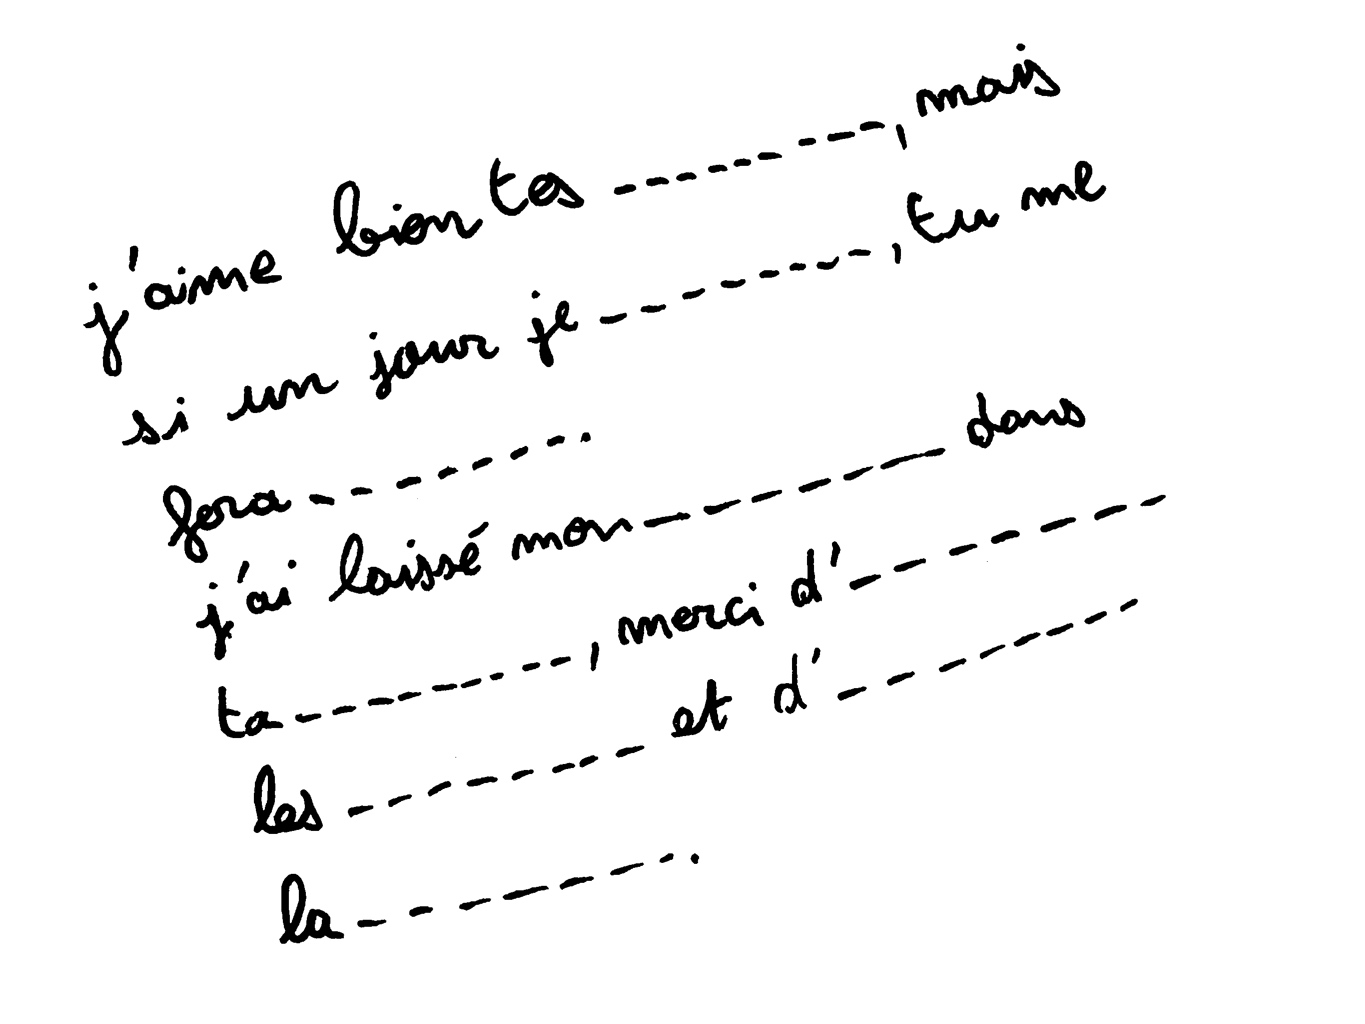 j'aime bien tes ----------, mais
si un jour je ----------, tu me
fera -------.
j'ai laissé mon --------- dans
ta ----------, merci d'--------
les -------- et d'---------
la --------.